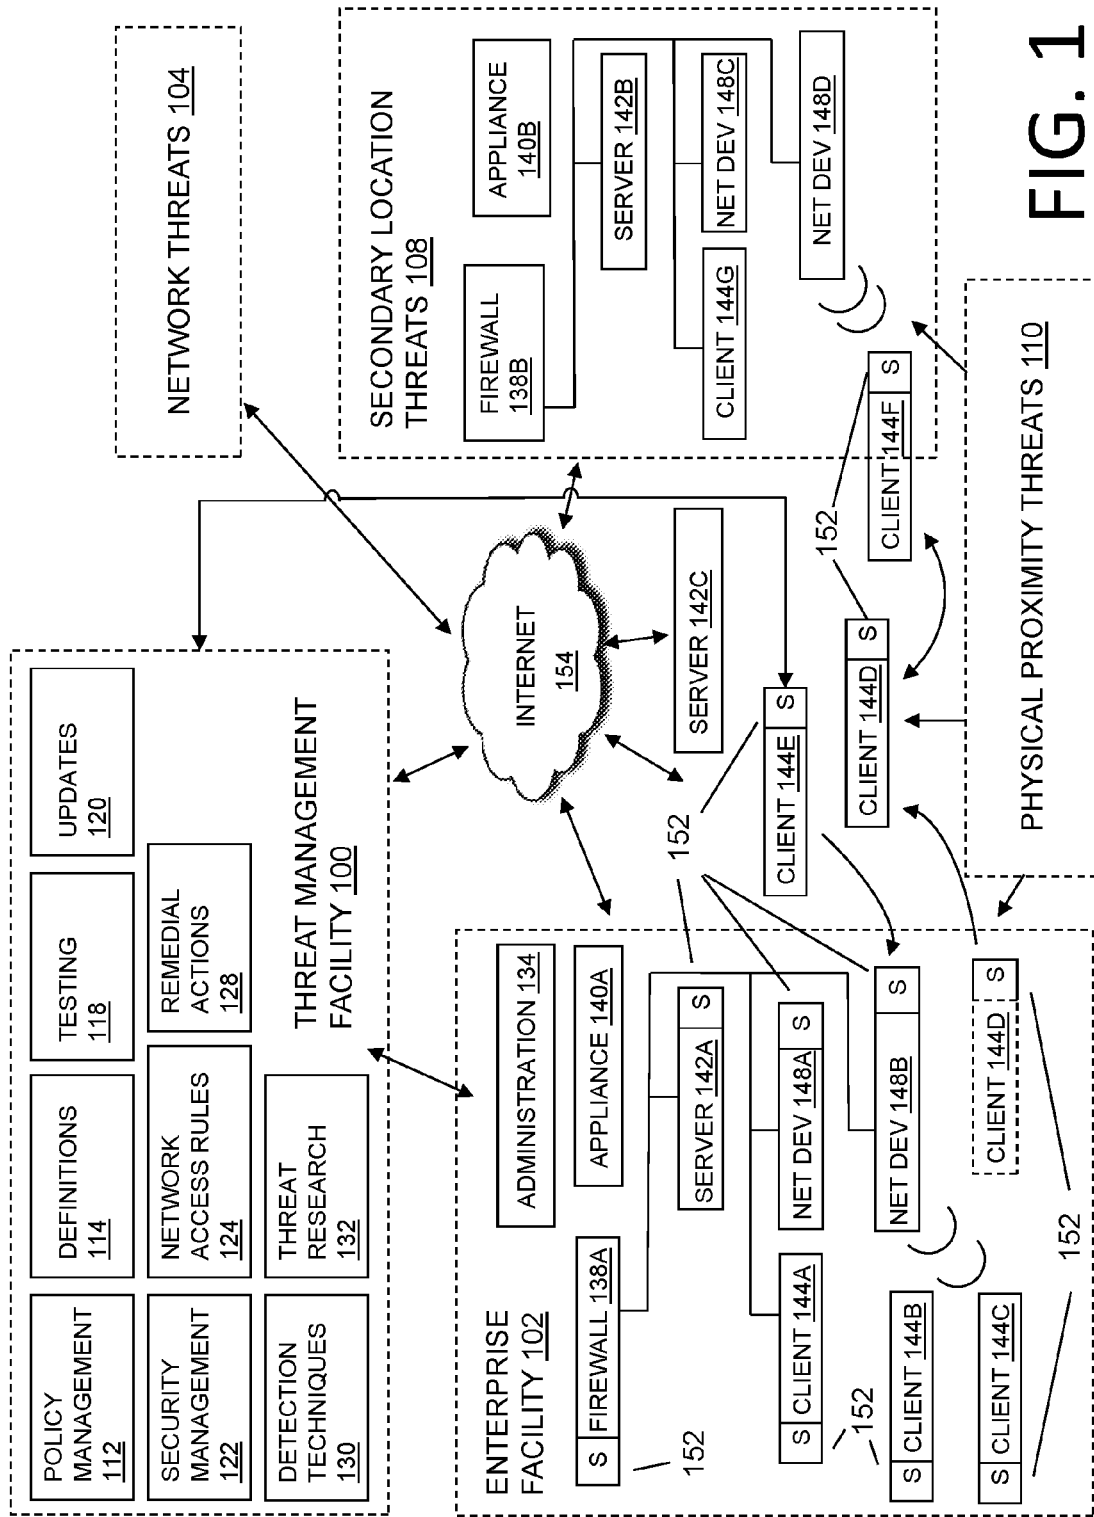 POLICY
MANAGEMENT
112
DEFINITIONS
114
TESTING
118
UPDATES
120
SECURITY
MANAGEMENT
122
NETWORK
ACCESS RULES
124
REMEDIAL
ACTIONS
128
DETECTION
TECHNIQUES
130
THREAT
RESEARCH
132
THREAT MANAGEMENT
FACILITY 100
NETWORK THREATS 104
ENTERPRISE
FACILITY 102
ADMINISTRATION 134
S
FIREWALL 138A
APPLIANCE 140A
152
SERVER 142A
S
S
CLIENT 144A
NET DEV 148A
S
152
S
CLIENT 144B
NET DEV 148B
S
S
CLIENT 144C
CLIENT 144D
S
152
INTERNET
154
152
SERVER 142C
CLIENT 144E
S
CLIENT 144D
S
152
CLIENT 144F
S
SECONDARY LOCATION
THREATS 108
FIREWALL
138B
APPLIANCE
140B
SERVER 142B
CLIENT 144G
NET DEV 148C
NET DEV 148D
PHYSICAL PROXIMITY THREATS 110
FIG. 1